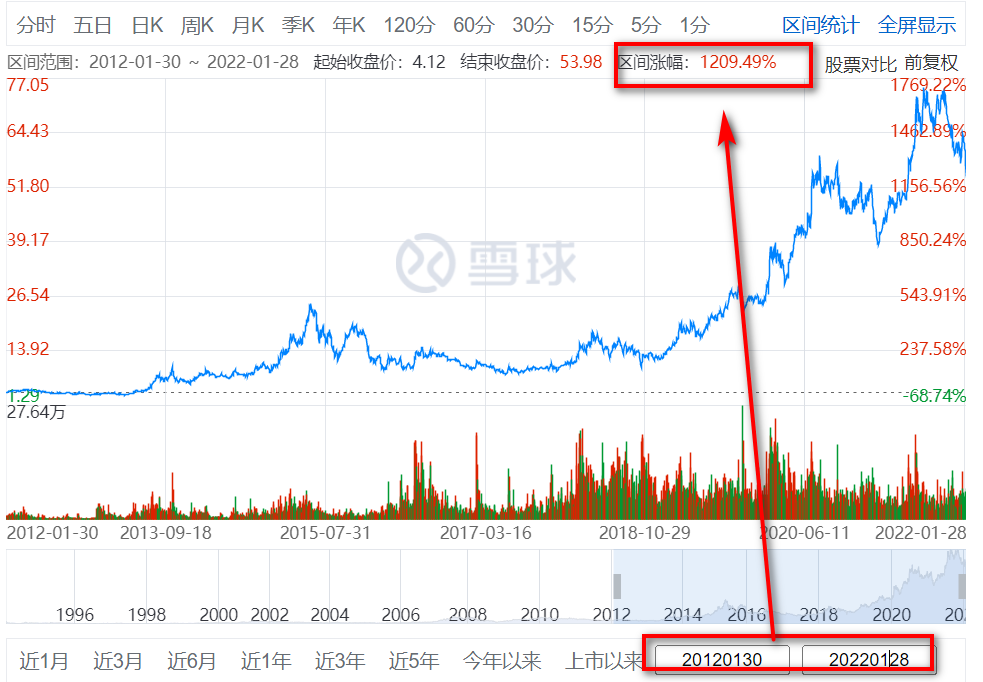 分时 五日 日K 周K 月K 季K 年K 120分 60分 30分 15分 5分 1分 区间统计 全屏显示
区间范围：2012-01-30 ~ 2022-01-28 起始收盘价：4.12 结束收盘价：53.98 区间涨幅：1209.49% 股票对比 前复权
77.05 1769.22%
64.43 1462.89%
51.80 1156.56%
39.17 850.24%
雪球
26.54 543.91%
13.92 237.58%
1.29 -68.74%
27.64万
2012-01-30 2013-09-18 2015-07-31 2017-03-16 2018-10-29 2020-06-11 2022-01-28
1996 1998 2000 2002 2004 2006 2008 2010 2012 2014 2016 2018 2020
近1月 近3月 近6月 近1年 近3年 近5年 今年以来 上市以来 20120130 20220128